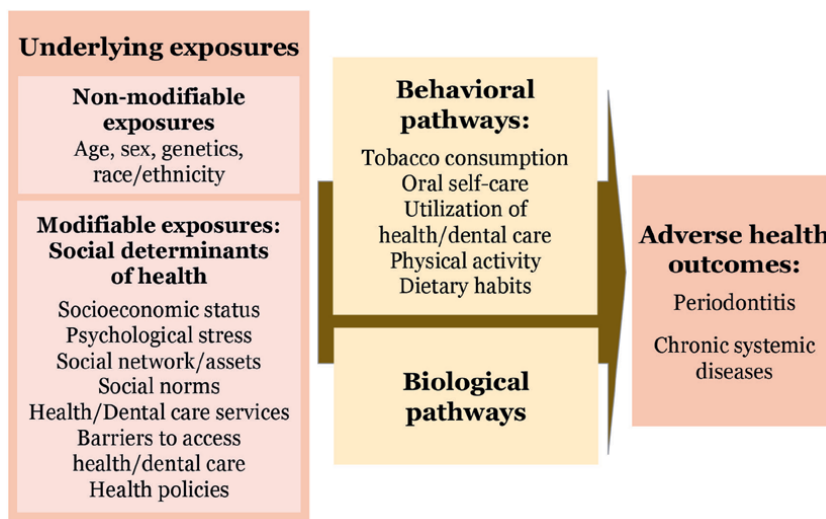 Underlying exposures
Non-modifiable
exposures
Age, sex, genetics,
race/ethnicity
Modifiable exposures:
Social determinants
of health
Socioeconomic status
Psychological stress
Social network/assets
Social norms
Health/Dental care services
Barriers to access
health/dental care
Health policies
Behavioral
pathways:
Tobacco consumption
Oral self-care
Utilization of
health/dental care
Physical activity
Dietary habits
Biological
pathways
Adverse health
outcomes:
Periodontitis
Chronic systemic
diseases